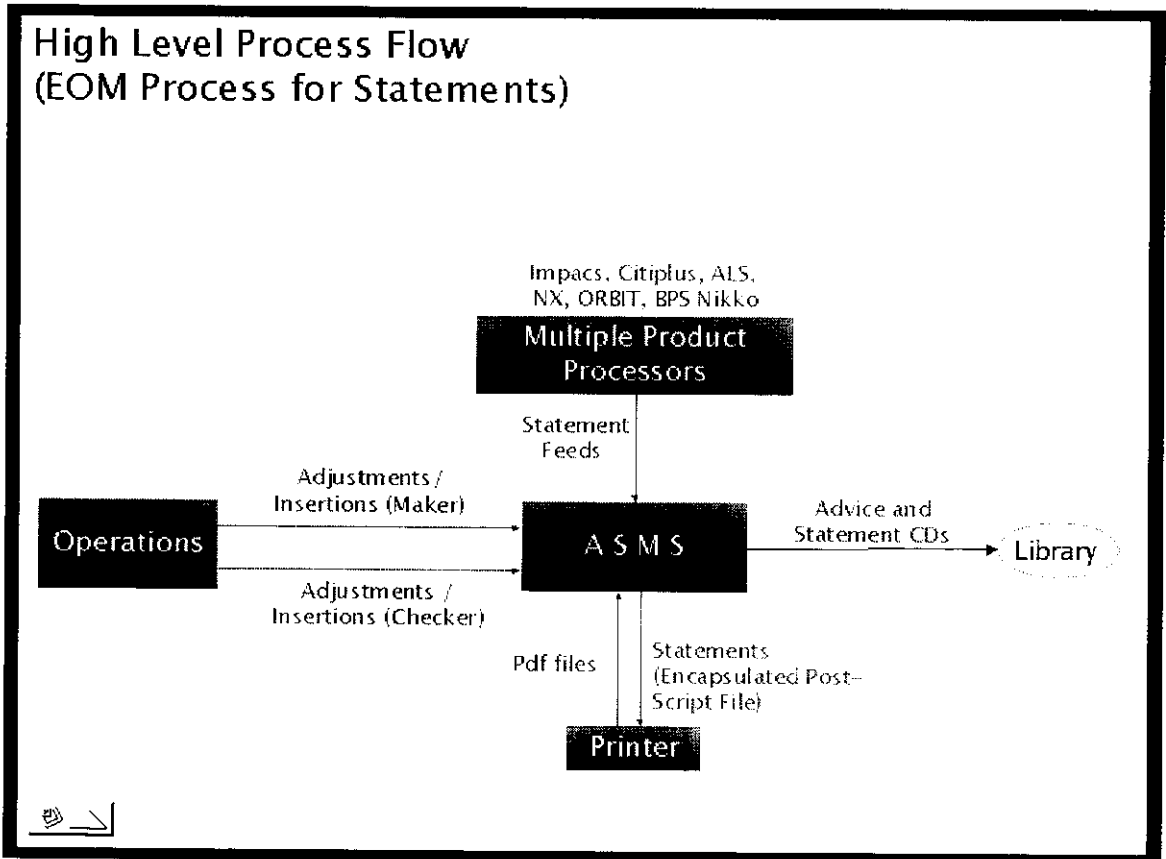 High Level Process Flow
(EOM Process for Statements)
Impacs, Citiplus, ALS,
NX, ORBIT, BPS Nikko
Multiple Product
Processors
Statement
Feeds
Adjustments /
Insertions (Maker)
Operations
A S M S
Advice and
Statement CDs
Library
Adjustments /
Insertions (Checker)
Pdf files
Statements
(Encapsulated Post-
Script File)
Printer